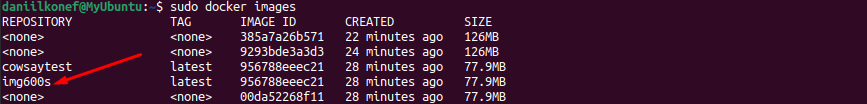 daniilkonef@MyUbuntu:~$ sudo docker images
REPOSITORY TAG IMAGE ID CREATED SIZE
<none> <none> 385a7a26b571 22 minutes ago 126MB
<none> <none> 9293bde3a3d3 24 minutes ago 126MB
cowsaytest latest 956788eeec21 28 minutes ago 77.9MB
img600s latest 956788eeec21 28 minutes ago 77.9MB
<none> <none> 00da52268f11 28 minutes ago 77.9MB